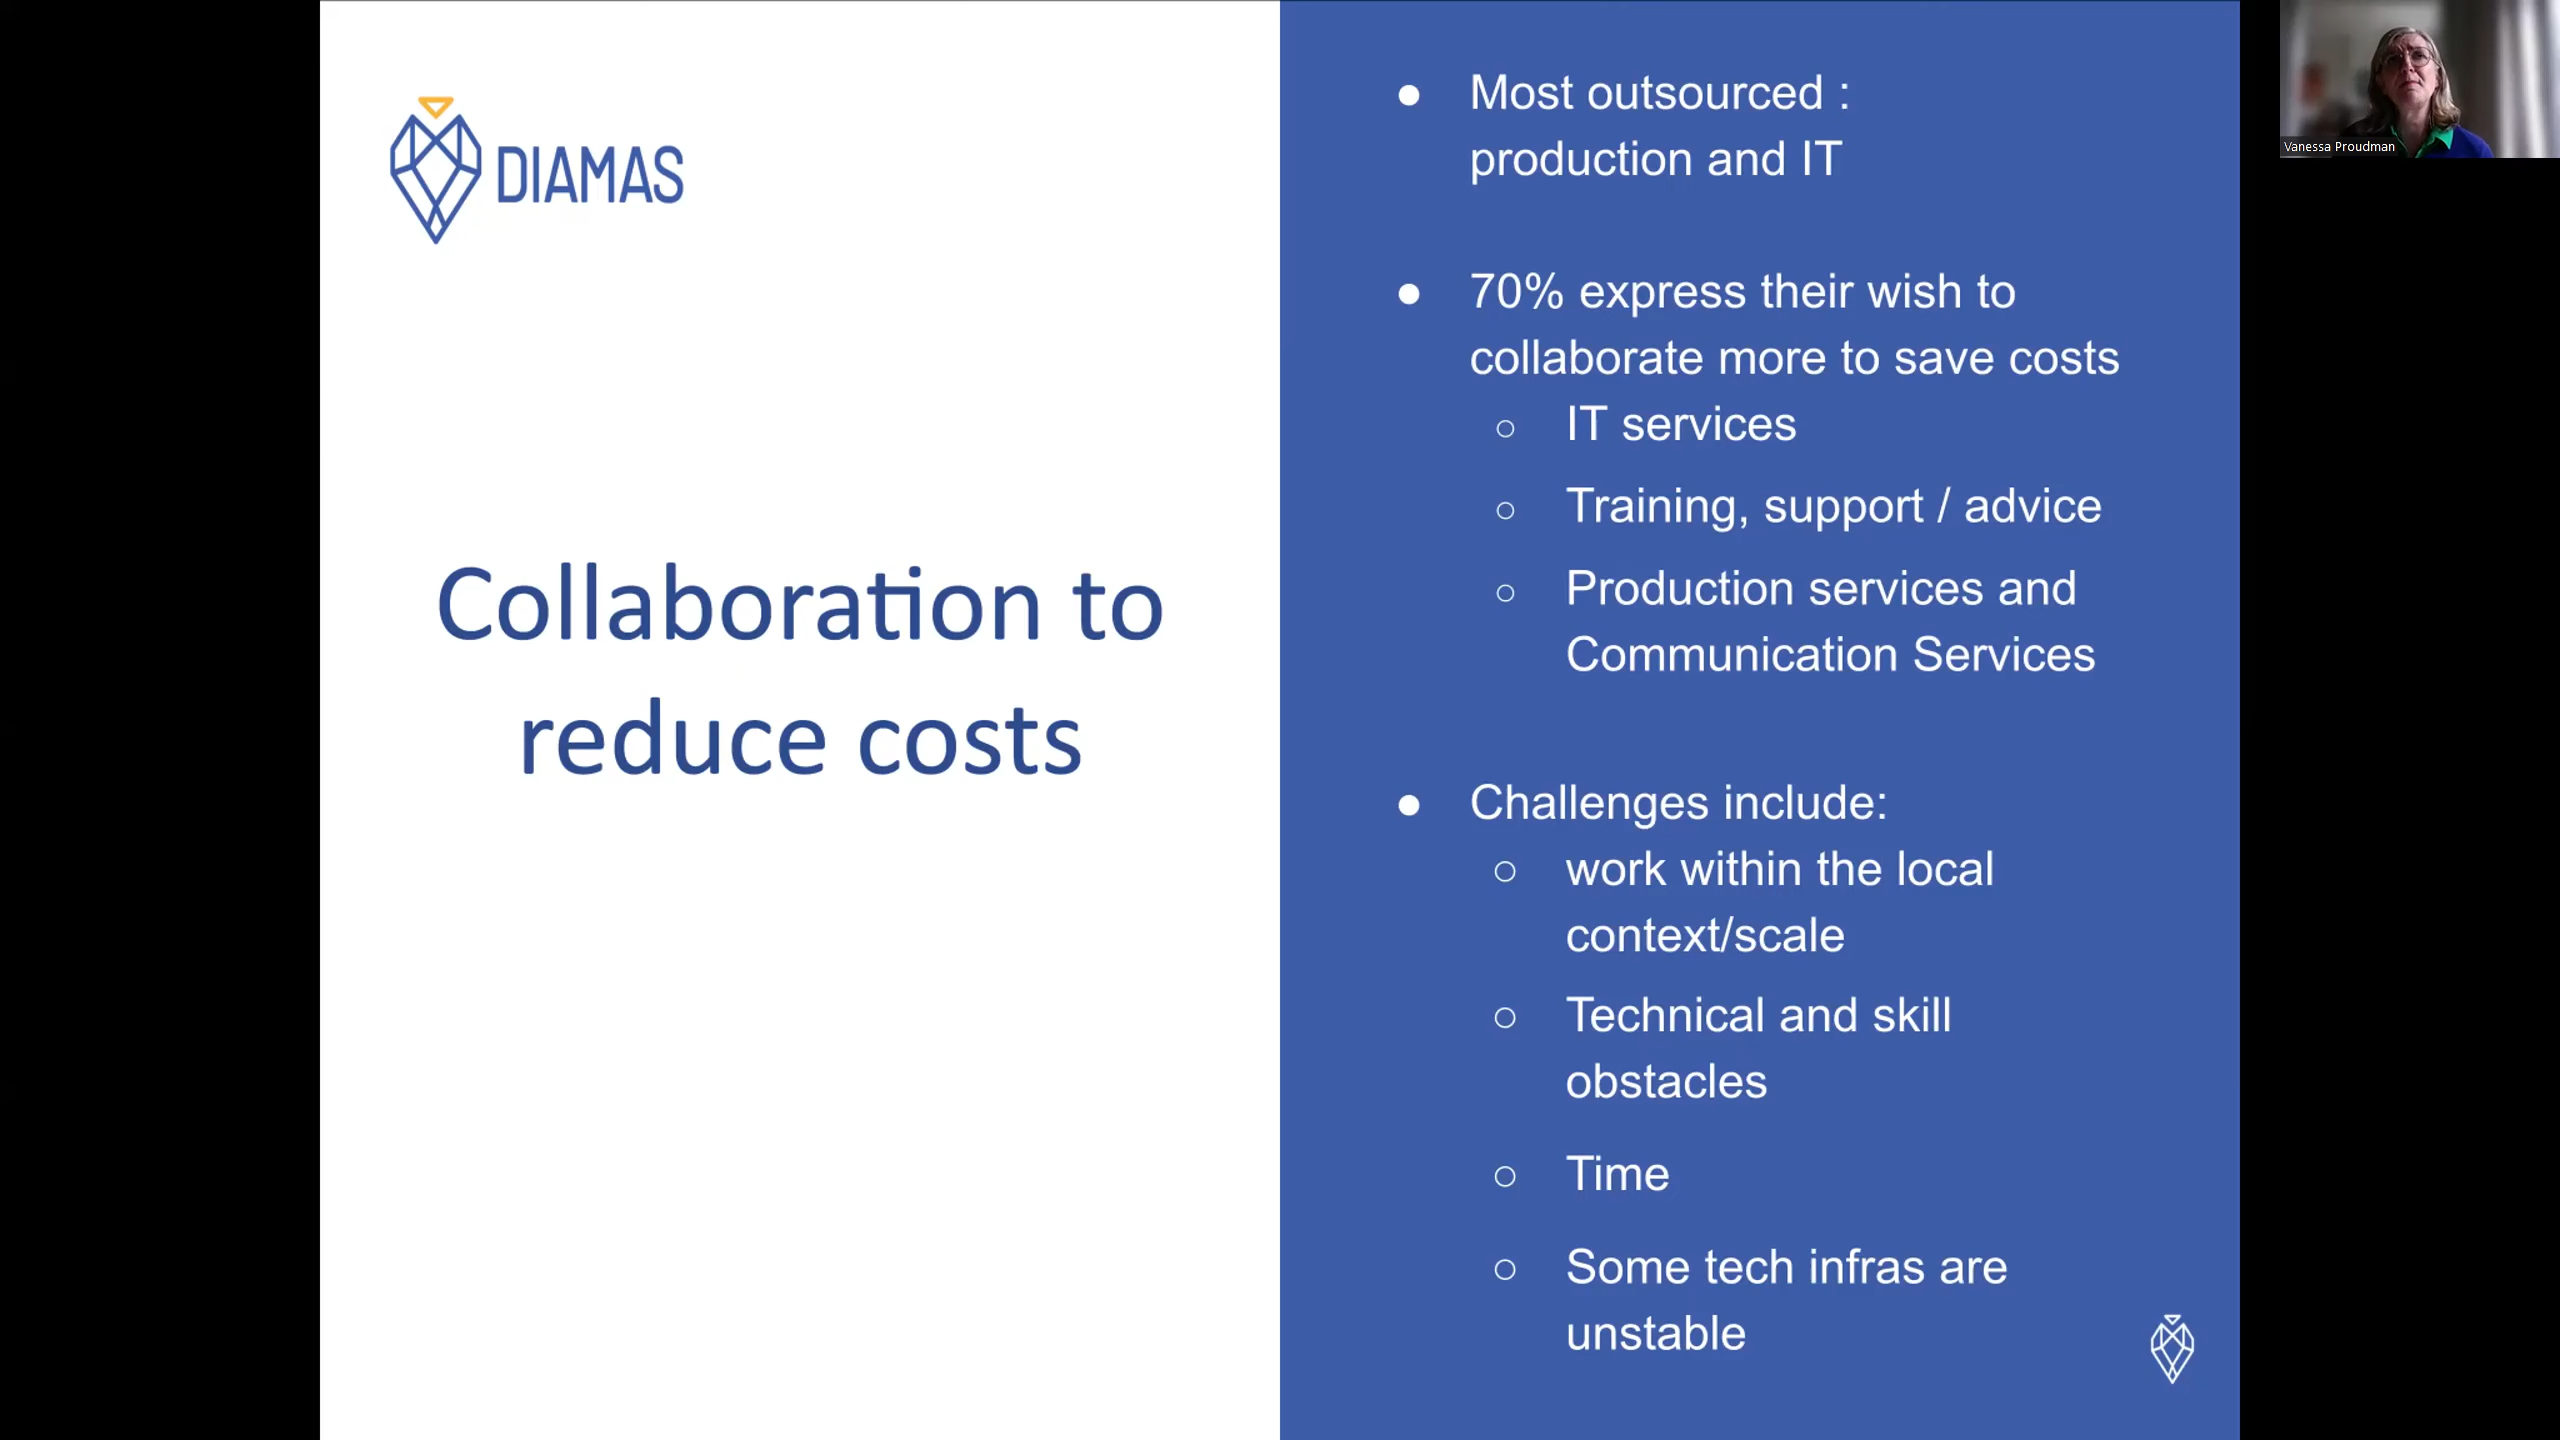 DIAMAS
Collaboration to
reduce costs
● Most outsourced :
production and IT
● 70% express their wish to
collaborate more to save costs
○ IT services
○ Training, support / advice
○ Production services and
Communication Services
● Challenges include:
○ work within the local
context/scale
○ Technical and skill
obstacles
○ Time
○ Some tech infras are
unstable
Vanessa Proudman